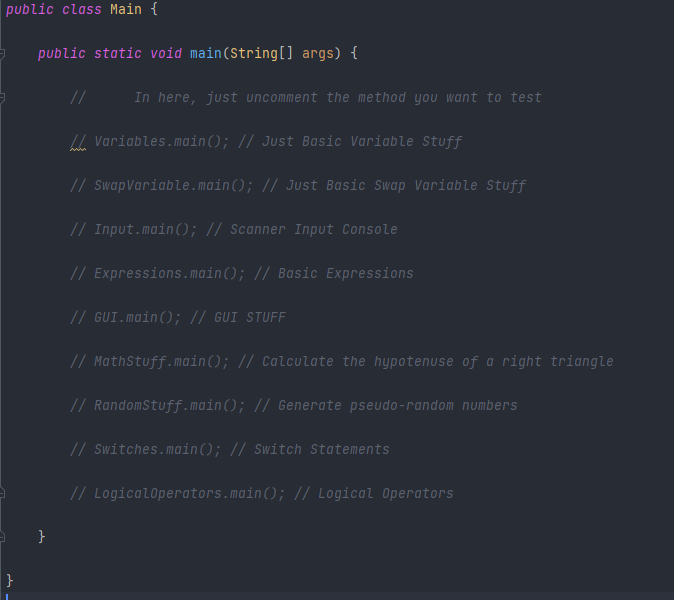 public class Main {
public static void main(String[] args) {
// In here, just uncomment the method you want to test
// Variables.main(); // Just Basic Variable Stuff
// SwapVariable.main(); // Just Basic Swap Variable Stuff
// Input.main(); // Scanner Input Console
// Expressions.main(); // Basic Expressions
// GUI.main(); // GUI STUFF
// MathStuff.main(); // Calculate the hypotenuse of a right triangle
// RandomStuff.main(); // Generate pseudo-random numbers
// Switches.main(); // Switch Statements
// LogicalOperators.main(); // Logical Operators
}
}